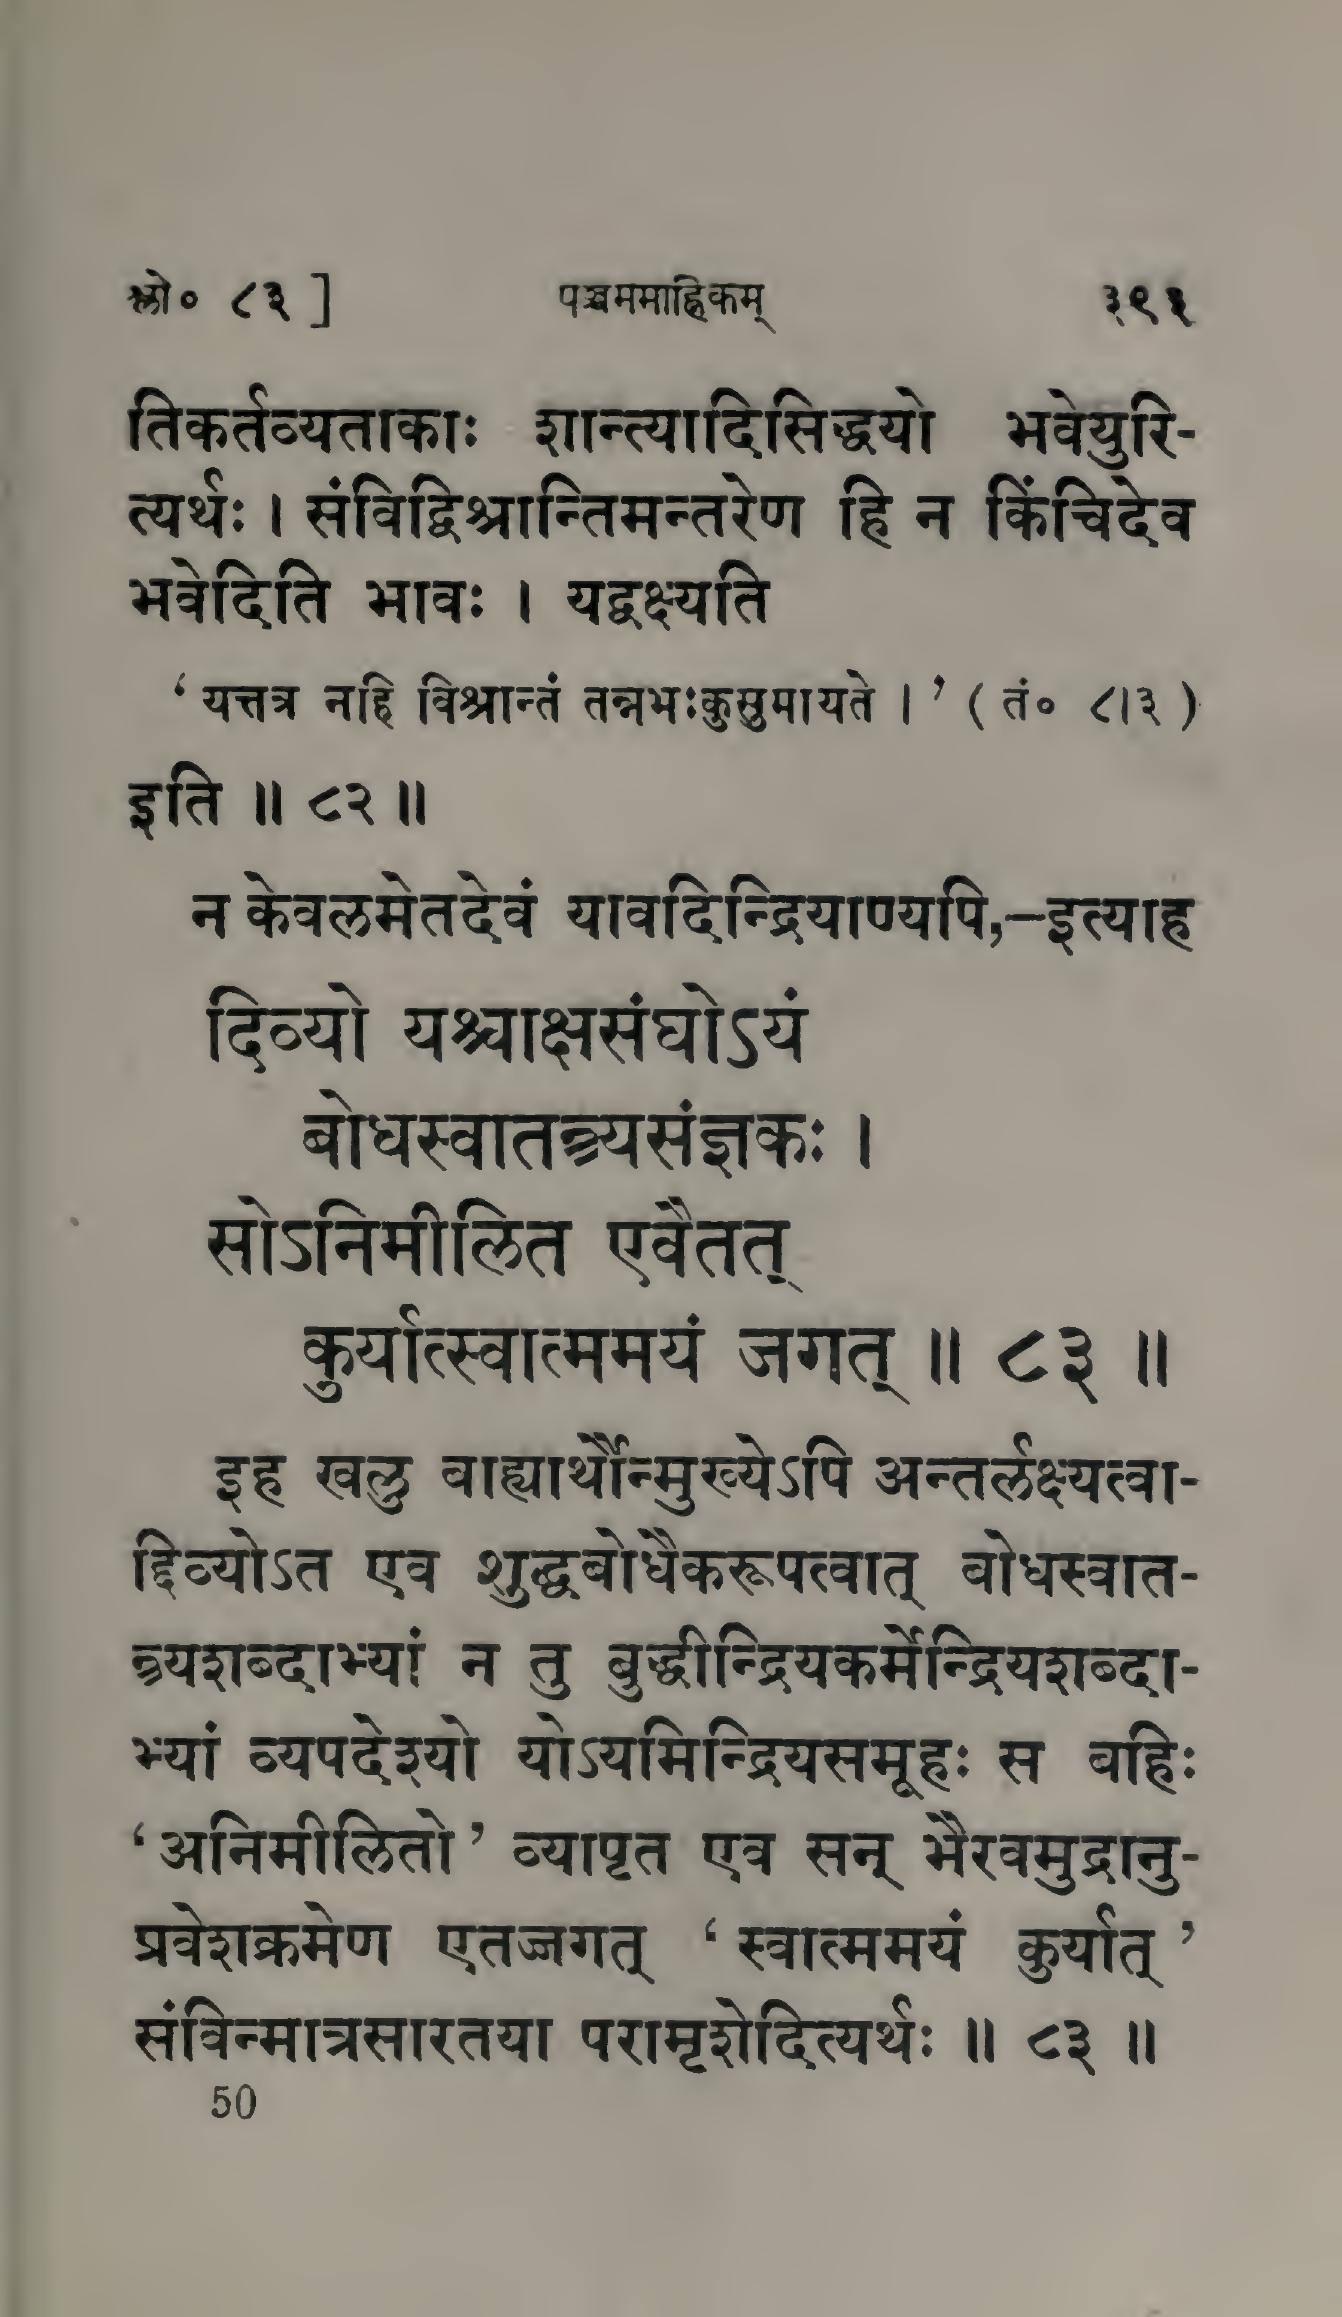 श्लो० ८३ ] पञ्चममाह्निकम् ३९३
तिकर्तव्यताकाः शान्त्यादिसिद्धयो भवेयुरि-
त्यर्थः । संविद्विश्रान्तिमन्तरेण हि न किंचिदेव
भवेदिति भावः । यद्वक्ष्यति
‘ यत्तत्र नहि विश्रान्तं तन्नभःकुसुमायते । ’ ( तं० ८।३ )
इति ॥ ८२ ॥
न केवलमेतदेवं यावदिन्द्रियाण्यपि,—इत्याह
दिव्यो यश्चाक्षसंघोऽयं
बोधस्वातन्त्र्यसंज्ञकः ।
सोऽनिमीलित एवैतत्
कुर्यात्स्वात्ममयं जगत् ॥ ८३ ॥
इह खलु बाह्यार्थौन्मुख्येऽपि अन्तर्लक्ष्यत्वा-
द्दिव्योऽत एव शुद्धबोधैकरूपत्वात् बोधस्वात-
न्त्र्यशब्दाभ्यां न तु बुद्धीन्द्रियकर्मेन्द्रियशब्दा-
भ्यां व्यपदेश्यो योऽयमिन्द्रियसमूहः स बहिः
‘ अनिमीलितो ’ व्यापृत एव सन् भैरवमुद्रानु-
प्रवेशक्रमेण एतज्जगत् ‘ स्वात्ममयं कुर्यात् ’
संविन्मात्रसारतया परामृशेदित्यर्थः ॥ ८३ ॥
50